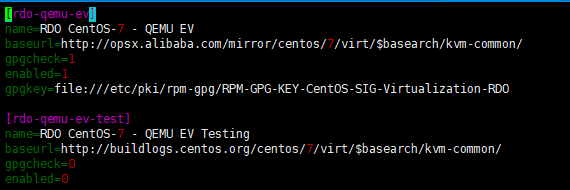 [rdo-qemu-ev]
name=RDO CentOS-7 - QEMU EV
baseurl=http://opsx.alibaba.com/mirror/centos/7/virt/$basearch/kvm-common/
gpgcheck=1
enabled=1
gpgkey=file:///etc/pki/rpm-gpg/RPM-GPG-KEY-CentOS-SIG-Virtualization-RDO
[rdo-qemu-ev-test]
name=RDO CentOS-7 - QEMU EV Testing
baseurl=http://buildlogs.centos.org/centos/7/virt/$basearch/kvm-common/
gpgcheck=0
enabled=0